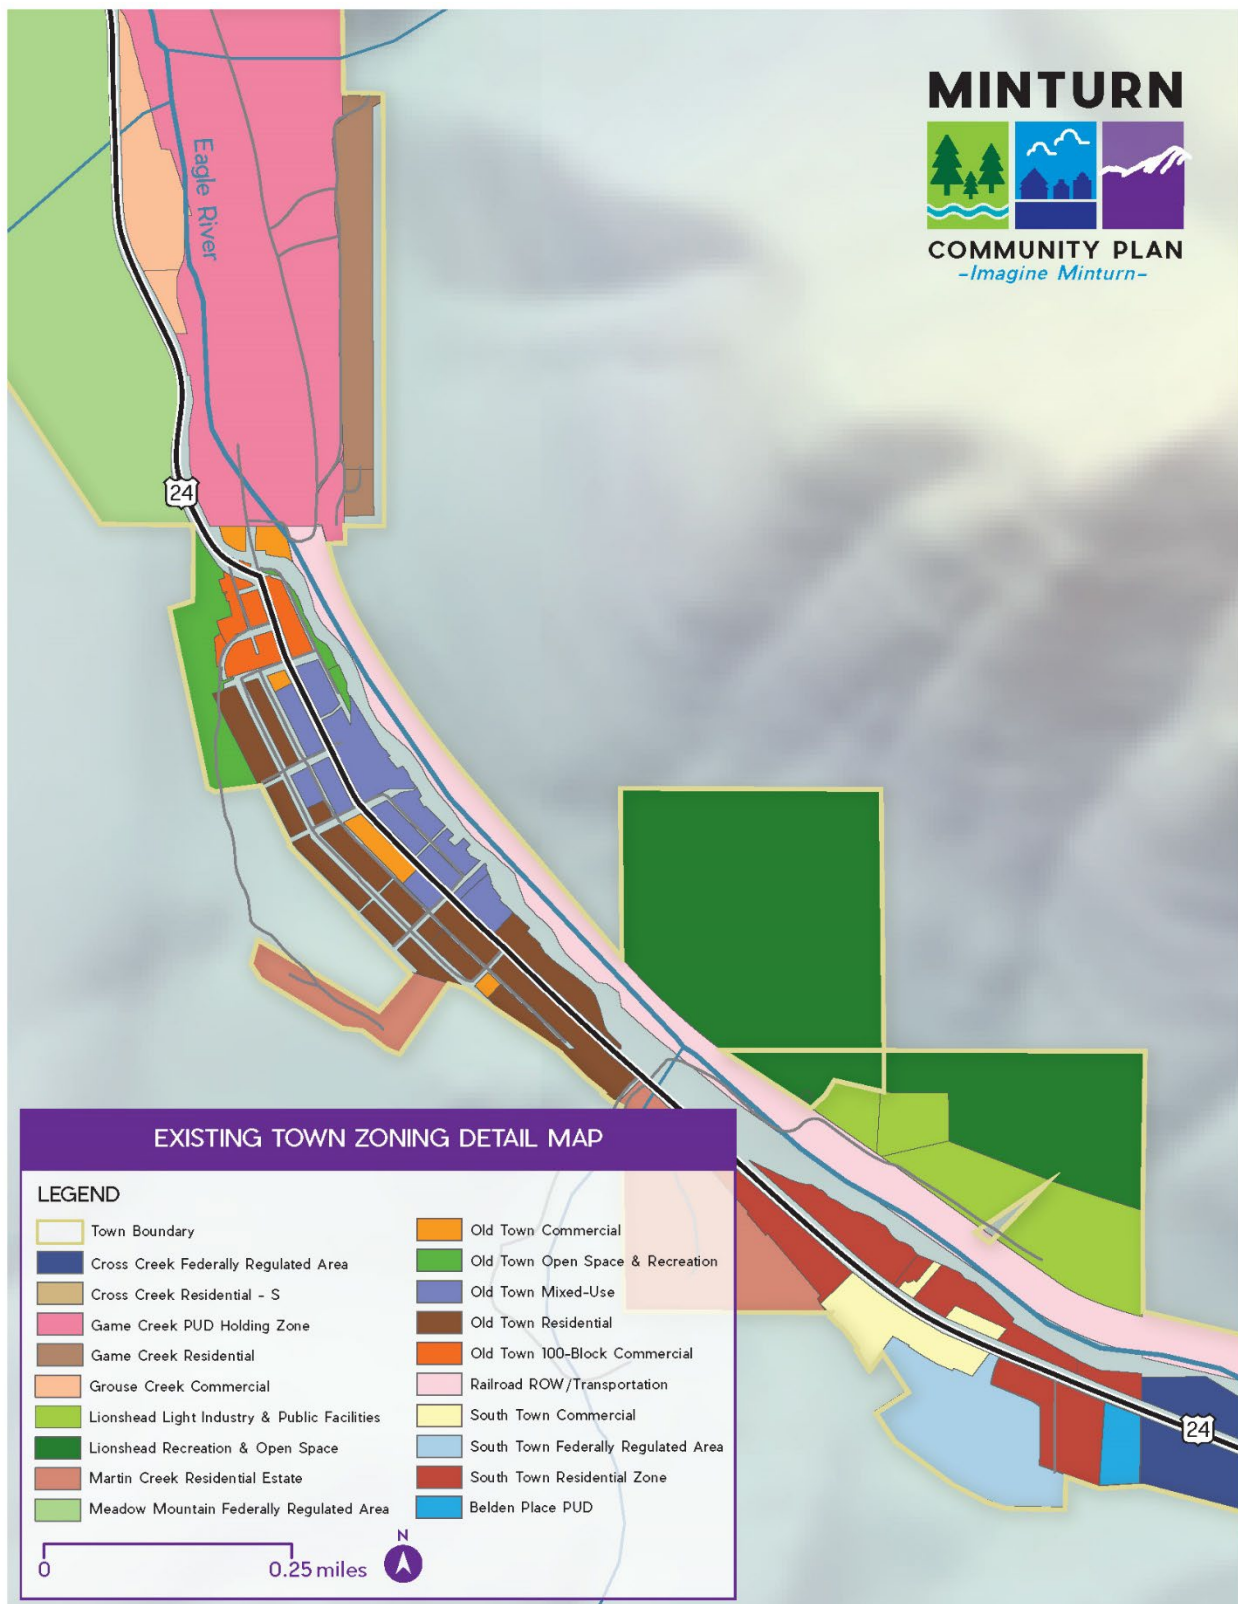 MINTURN
COMMUNITY PLAN
-Imagine Minturn-
Eagle River
24
EXISTING TOWN ZONING DETAIL MAP
LEGEND
Town Boundary
Cross Creek Federally Regulated Area
Cross Creek Residential - S
Game Creek PUD Holding Zone
Game Creek Residential
Grouse Creek Commercial
Lionshead Light Industry & Public Facilities
Lionshead Recreation & Open Space
Martin Creek Residential Estate
Meadow Mountain Federally Regulated Area
Old Town Commercial
Old Town Open Space & Recreation
Old Town Mixed-Use
Old Town Residential
Old Town 100-Block Commercial
Railroad ROW/Transportation
South Town Commercial
South Town Federally Regulated Area
South Town Residential Zone
Belden Place PUD
24
0 0.25 miles
N